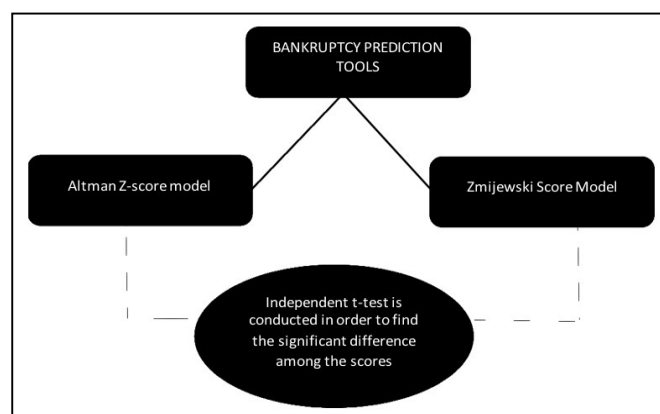 BANKRUPTCY PREDICTION
TOOLS
Altman Z-score model
Zmijewski Score Model
Independent t-test is
conducted in order to find
the significant difference
among the scores